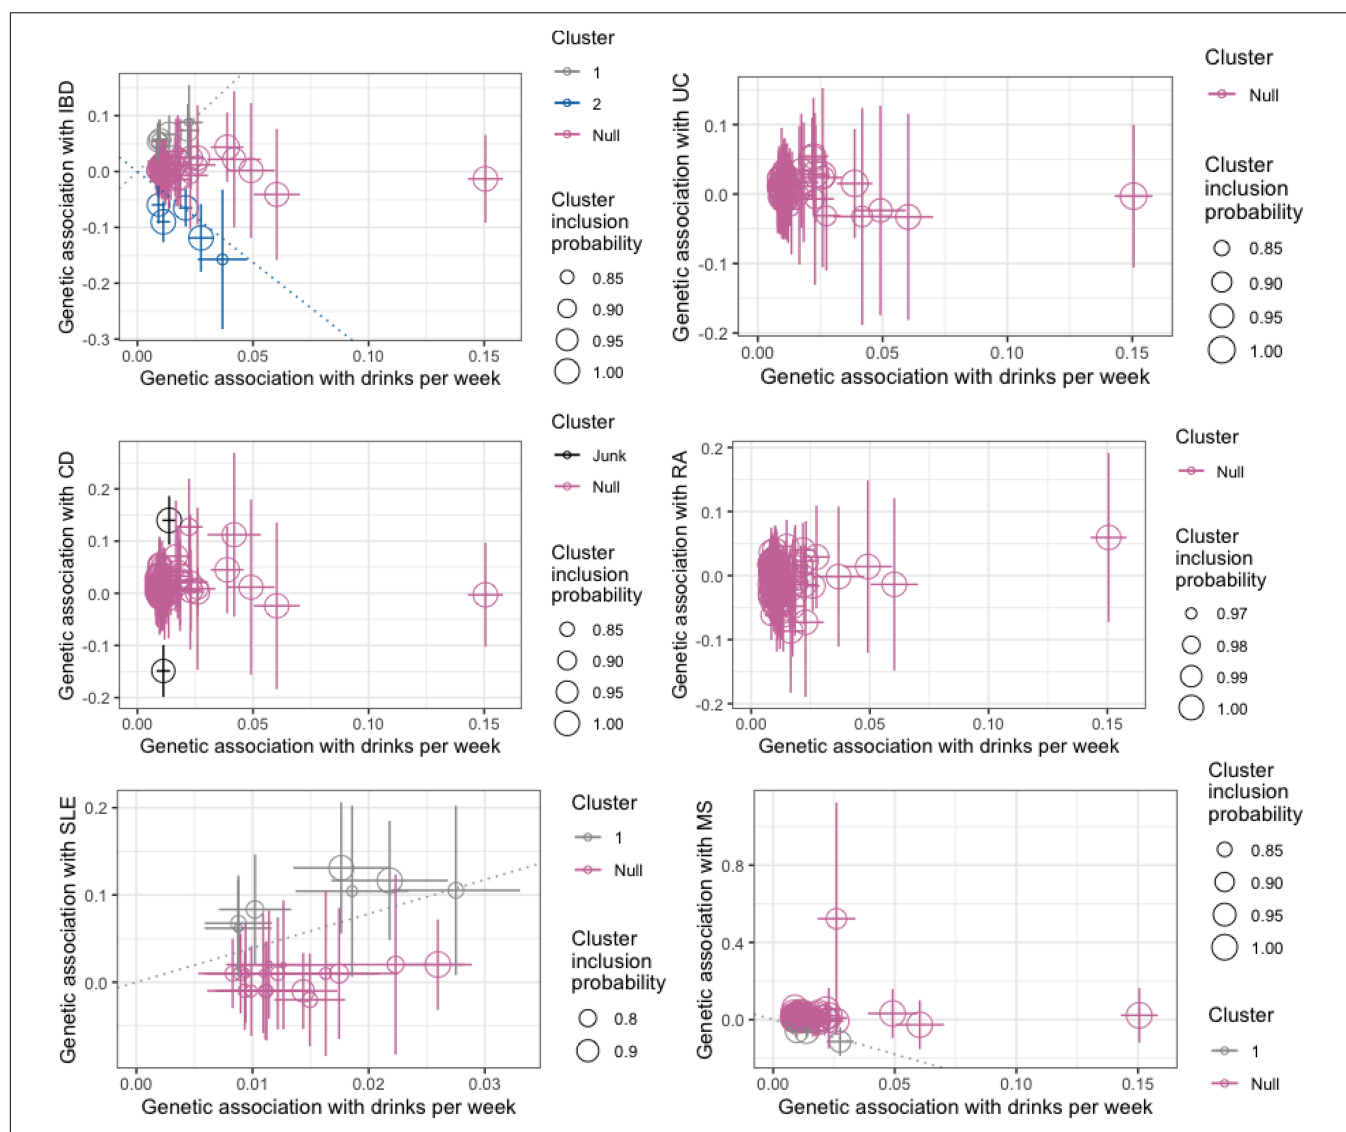 Genetic association with IBD
0.1
0.0
-0.1
-0.2
-0.3
0.00
0.05
0.10
0.15
Genetic association with drinks per week
Cluster
1
2
Null
Cluster
inclusion
probability
0.85
0.90
0.95
1.00
Genetic association with UC
0.1
0.0
-0.1
-0.2
0.00
0.05
0.10
0.15
Genetic association with drinks per week
Cluster
Null
Cluster
inclusion
probability
0.85
0.90
0.95
1.00
Genetic association with CD
0.2
0.1
0.0
-0.1
-0.2
0.00
0.05
0.10
0.15
Genetic association with drinks per week
Cluster
Junk
Null
Cluster
inclusion
probability
0.85
0.90
0.95
1.00
Genetic association with RA
0.2
0.1
0.0
-0.1
-0.2
0.00
0.05
0.10
0.15
Genetic association with drinks per week
Cluster
Null
Cluster
inclusion
probability
0.97
0.98
0.99
1.00
Genetic association with SLE
0.2
0.1
0.0
0.00
0.01
0.02
0.03
Genetic association with drinks per week
Cluster
1
Null
Cluster
inclusion
probability
0.8
0.9
Genetic association with MS
0.8
0.4
0.0
0.00
0.05
0.10
0.15
Genetic association with drinks per week
Cluster
inclusion
probability
0.85
0.90
0.95
1.00
Cluster
1
Null